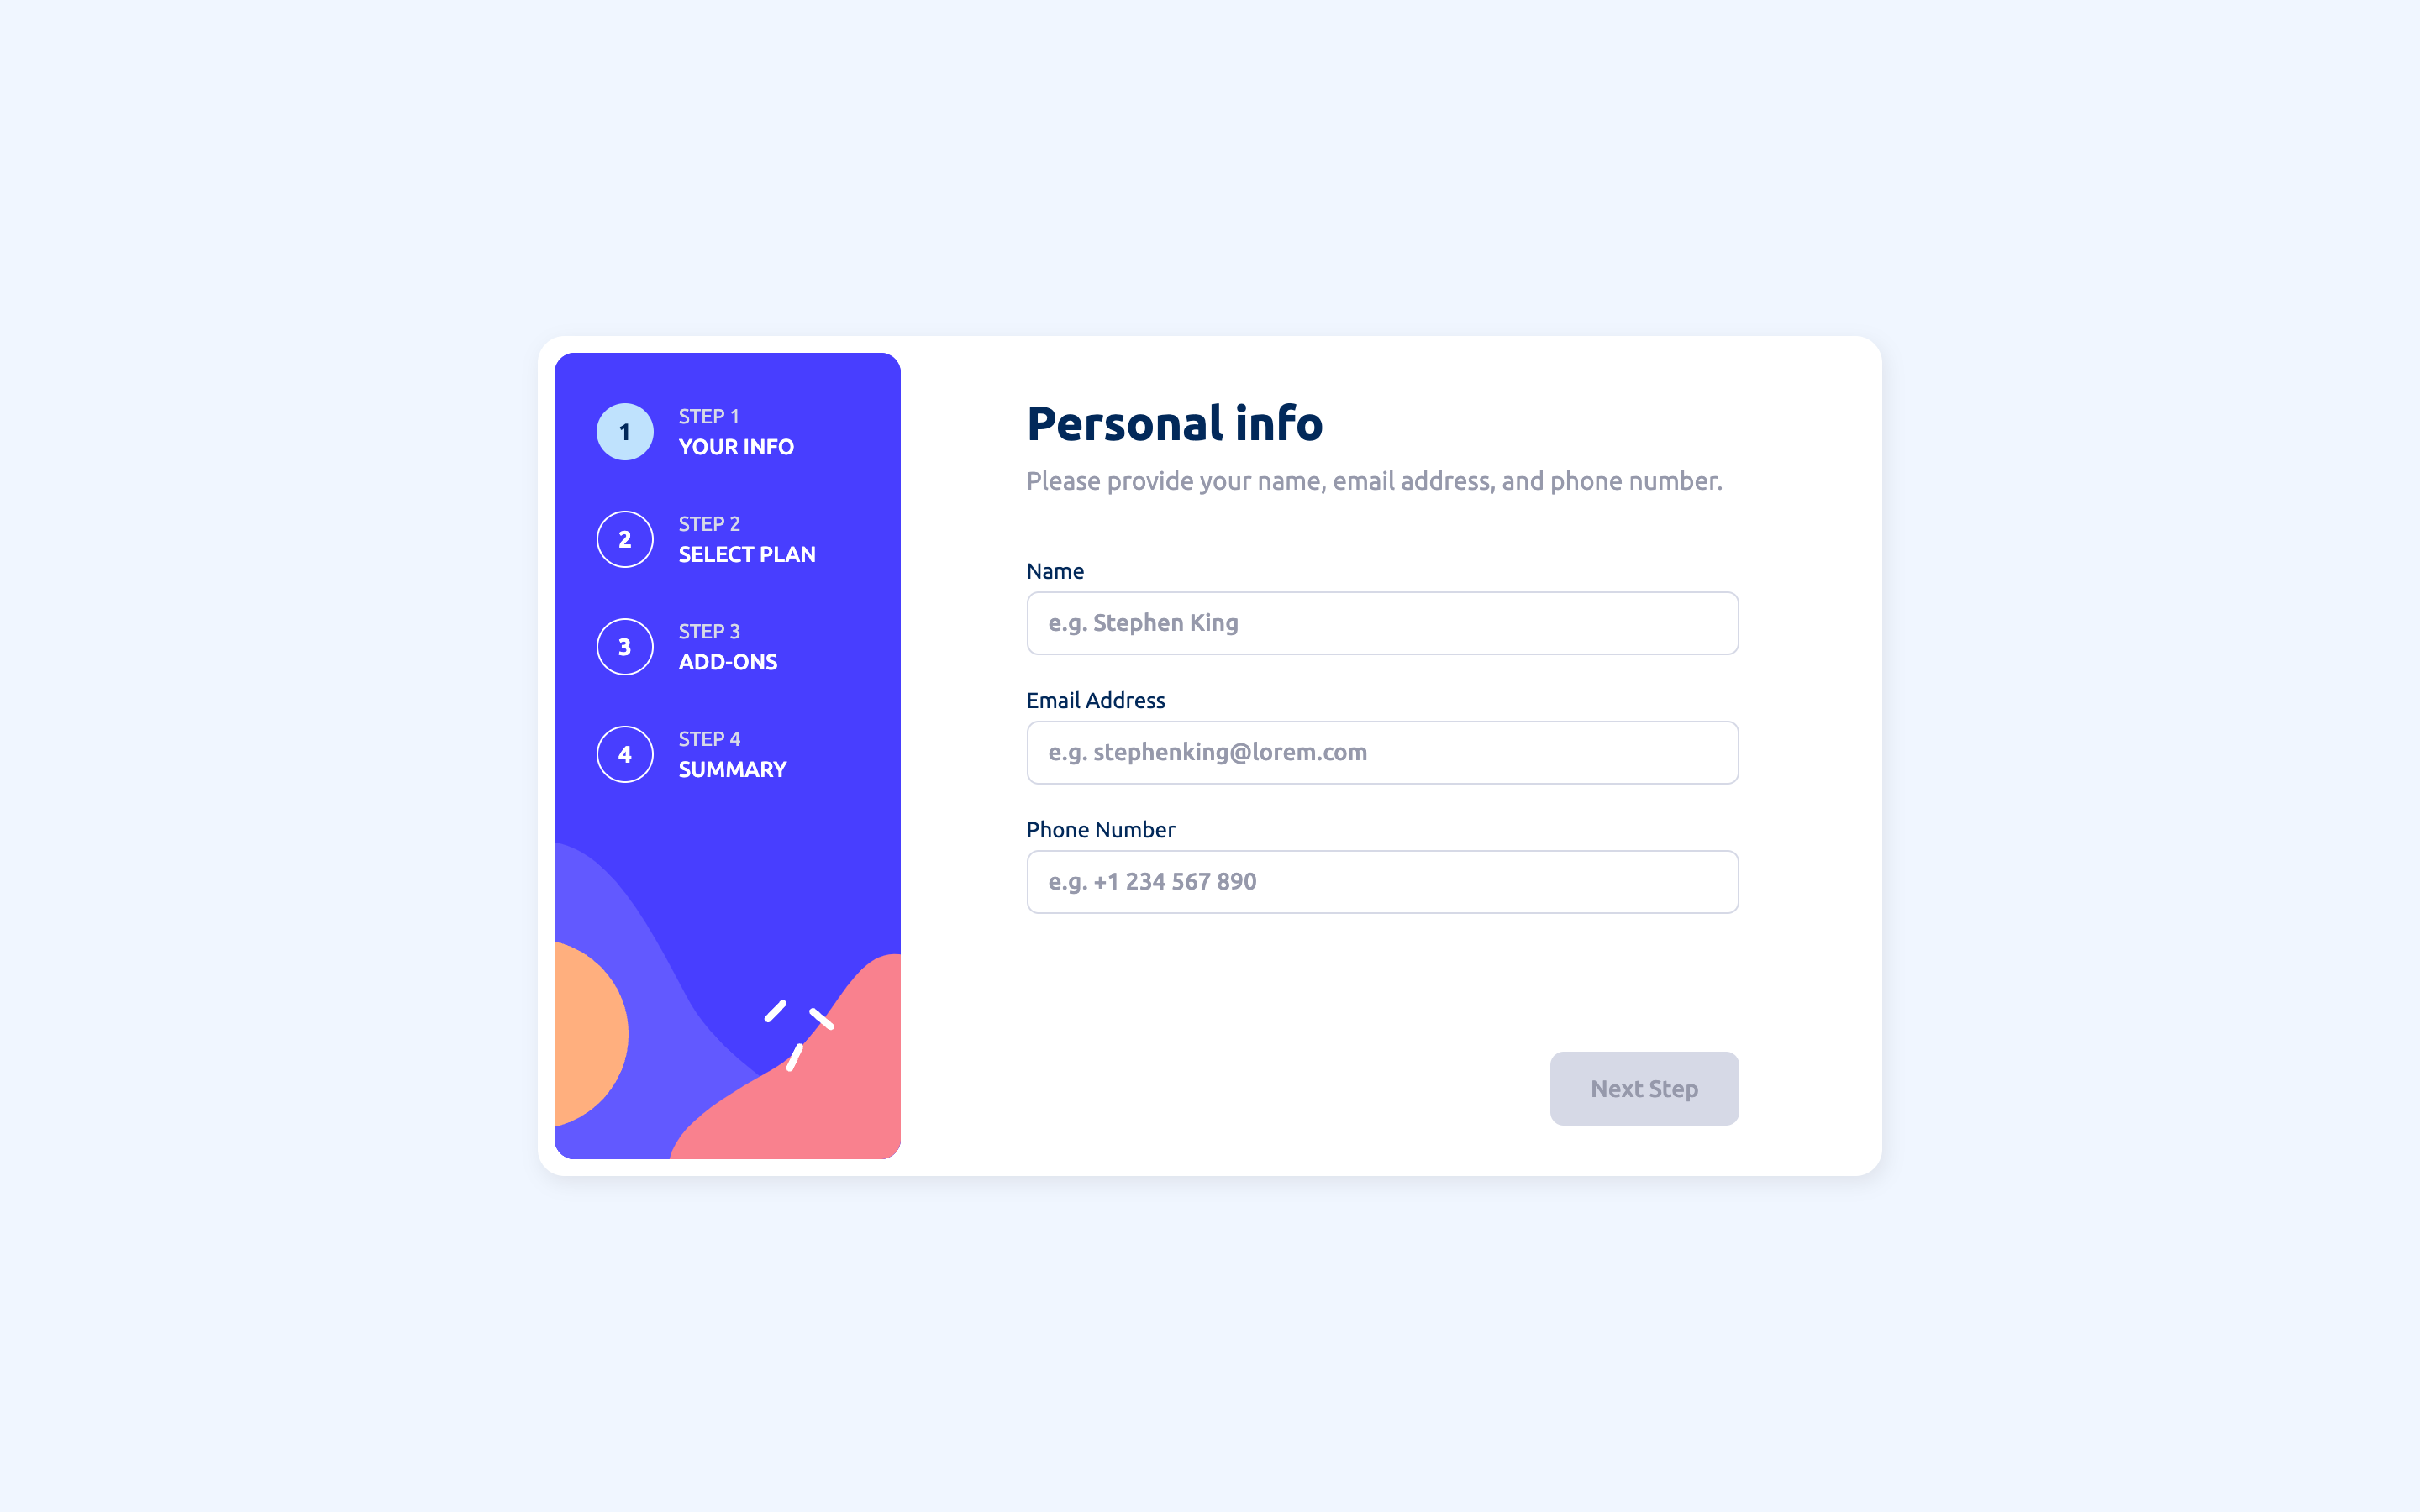 1
STEP 1
YOUR INFO
2
STEP 2
SELECT PLAN
3
STEP 3
ADD-ONS
4
STEP 4
SUMMARY
Personal info
Please provide your name, email address, and phone number.
Name
e.g. Stephen King
Email Address
e.g. stephenking@lorem.com
Phone Number
e.g. +1 234 567 890
Next Step